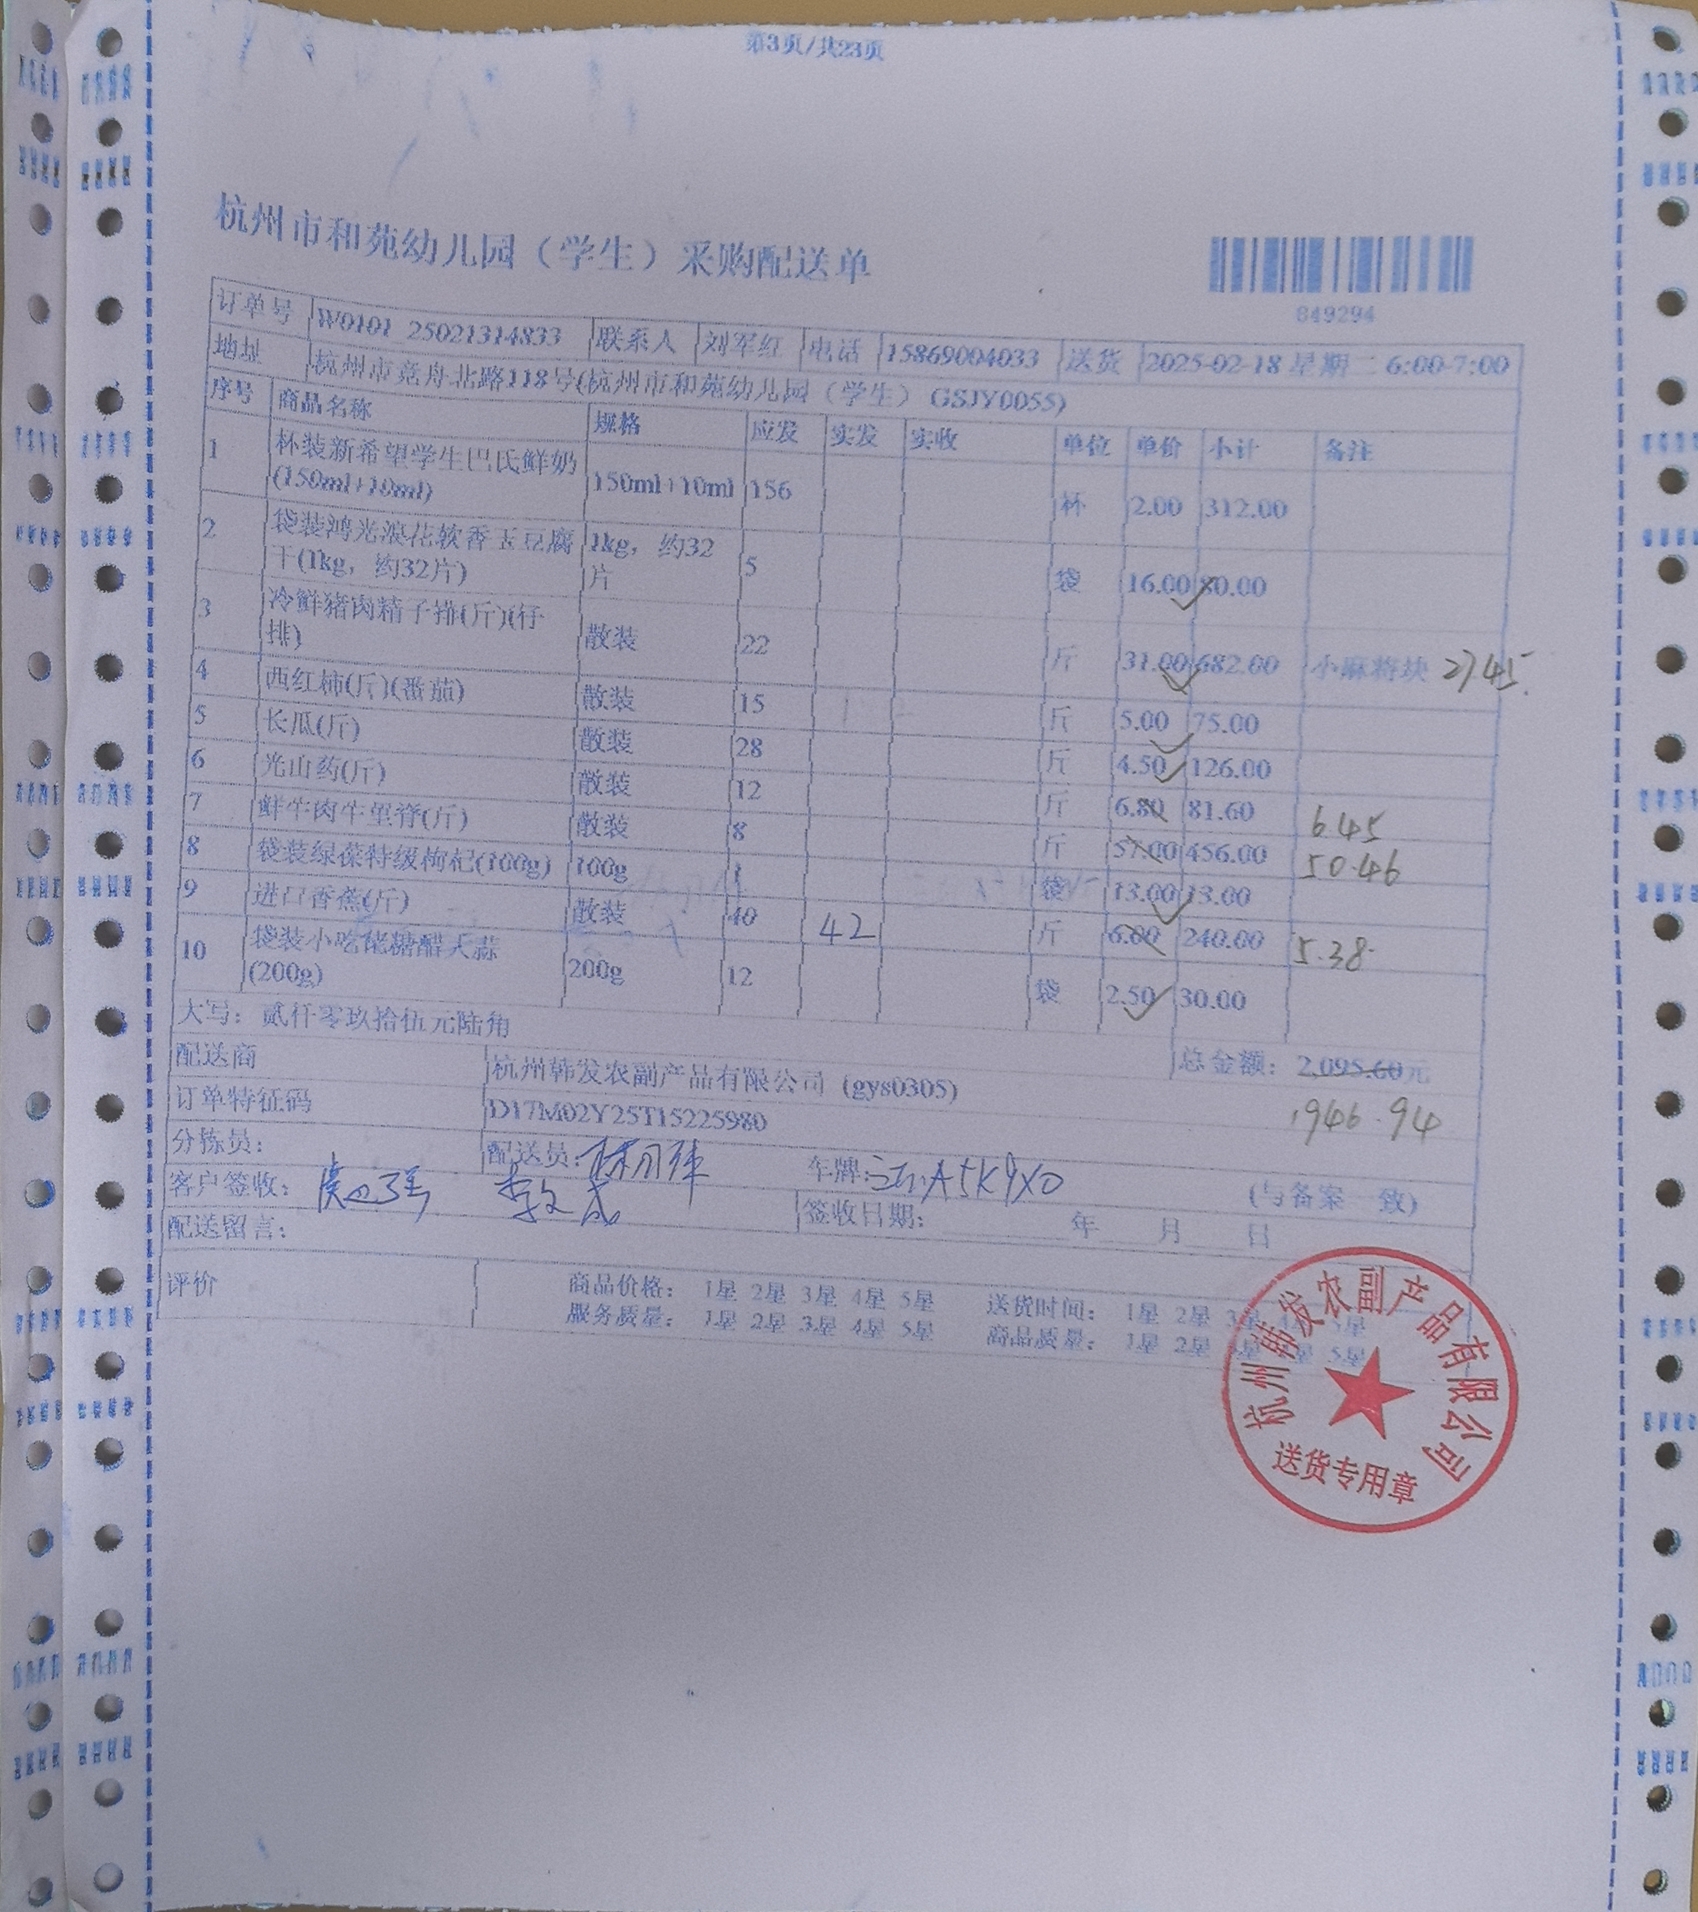 第3页/共23页
杭州市和苑幼儿园（学生）采购配送单
849294
订单号 W0101_25021314833 联系人 刘军红 电话 15869004033 送货 2025-02-18 星期二 6:00-7:00
地址 杭州市竞舟北路118号(杭州市和苑幼儿园（学生） GSJY0055)
序号 商品名称 规格 应发 实发 实收 单位 单价 小计 备注
1 杯装新希望学生巴氏鲜奶(150ml+10ml) 150ml+10ml 156 杯 2.00 312.00
2 袋装鸿光浪花软香玉豆腐干(1kg，约32片) 1kg，约32片 5 袋 16.00 80.00
3 冷鲜猪肉精子排(斤)(仔排) 散装 22 斤 31.00 682.00 小麻将块 27.45
4 西红柿(斤)(番茄) 散装 15 斤 5.00 75.00
5 长瓜(斤) 散装 28 斤 4.50 126.00
6 光山药(斤) 散装 12 斤 6.80 81.60 6.45
7 鲜牛肉牛里脊(斤) 散装 8 斤 57.00 456.00 50.46
8 袋装绿葆特级枸杞(100g) 100g 1 袋 13.00 13.00
9 进口香蕉(斤) 散装 40 42 斤 6.00 240.00 5.38
10 袋装小吃佬糖醋大蒜(200g) 200g 12 袋 2.50 30.00
大写：贰仟零玖拾伍元陆角 总金额：2,095.60元
1946.94
配送商 杭州韩发农副产品有限公司 (gys0305)
订单特征码 D17M02Y25T15225980
分拣员： 配送员： 车牌： A5K9X0 (与备案一致)
客户签收： 签收日期： 年 月 日
配送留言：
评价 商品价格： 1星 2星 3星 4星 5星 送货时间： 1星 2星 3星 4星 5星
服务质量： 1星 2星 3星 4星 5星 商品质量： 1星 2星 3星 4星 5星
杭州韩发农副产品有限公司
送货专用章